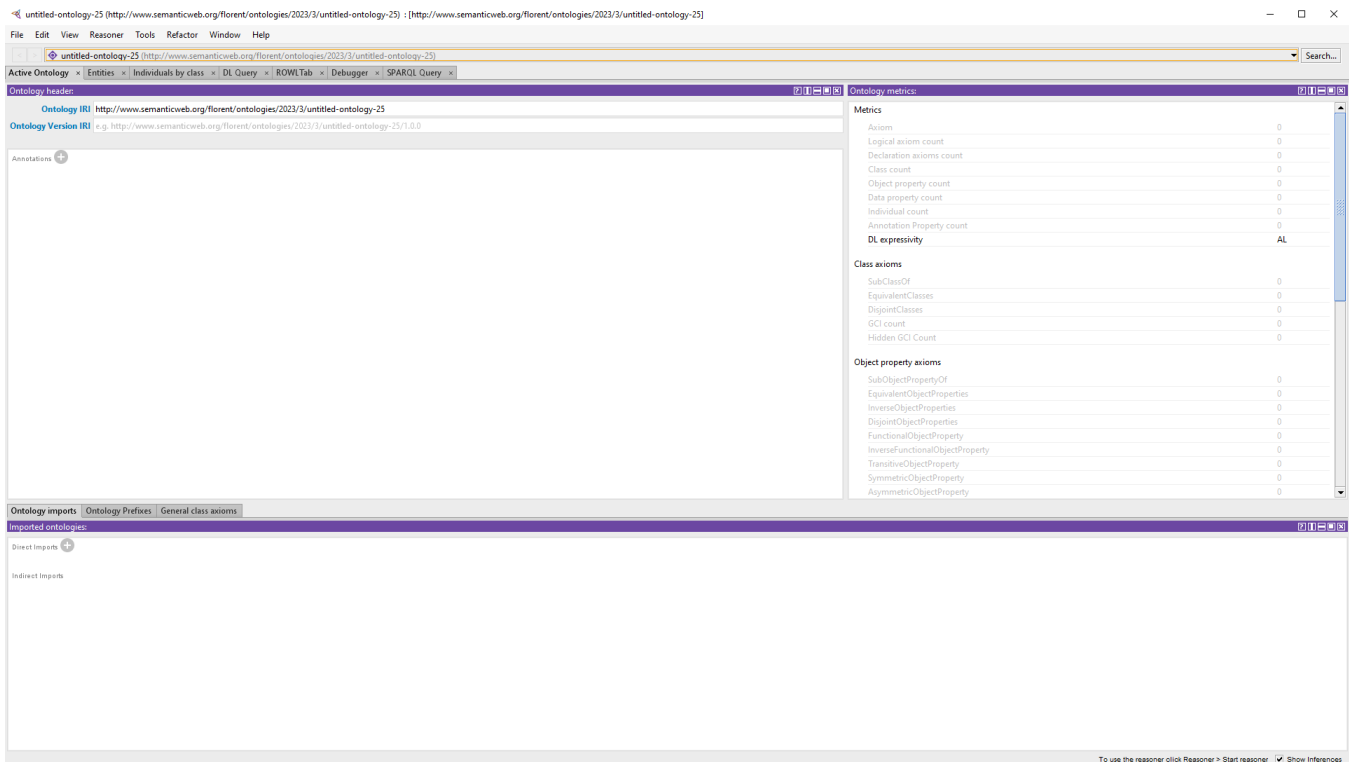 untitled-ontology-25 (http://www.semanticweb.org/florent/ontologies/2023/3/untitled-ontology-25) : [http://www.semanticweb.org/florent/ontologies/2023/3/untitled-ontology-25]
File Edit View Reasoner Tools Refactor Window Help
untitled-ontology-25 (http://www.semanticweb.org/florent/ontologies/2023/3/untitled-ontology-25) Search...
Active Ontology × Entities × Individuals by class × DL Query × ROWLTab × Debugger × SPARQL Query ×
Ontology header:
Ontology IRI http://www.semanticweb.org/florent/ontologies/2023/3/untitled-ontology-25
Ontology Version IRI e.g. http://www.semanticweb.org/florent/ontologies/2023/3/untitled-ontology-25/1.0.0
Annotations
Ontology metrics:
Metrics
Axiom 0
Logical axiom count 0
Declaration axioms count 0
Class count 0
Object property count 0
Data property count 0
Individual count 0
Annotation Property count 0
DL expressivity AL
Class axioms
SubClassOf 0
EquivalentClasses 0
DisjointClasses 0
GCI count 0
Hidden GCI Count 0
Object property axioms
SubObjectPropertyOf 0
EquivalentObjectProperties 0
InverseObjectProperties 0
DisjointObjectProperties 0
FunctionalObjectProperty 0
InverseFunctionalObjectProperty 0
TransitiveObjectProperty 0
SymmetricObjectProperty 0
AsymmetricObjectProperty 0
Ontology imports Ontology Prefixes General class axioms
Imported ontologies:
Direct Imports
Indirect Imports
To use the reasoner click Reasoner > Start reasoner Show Inferences